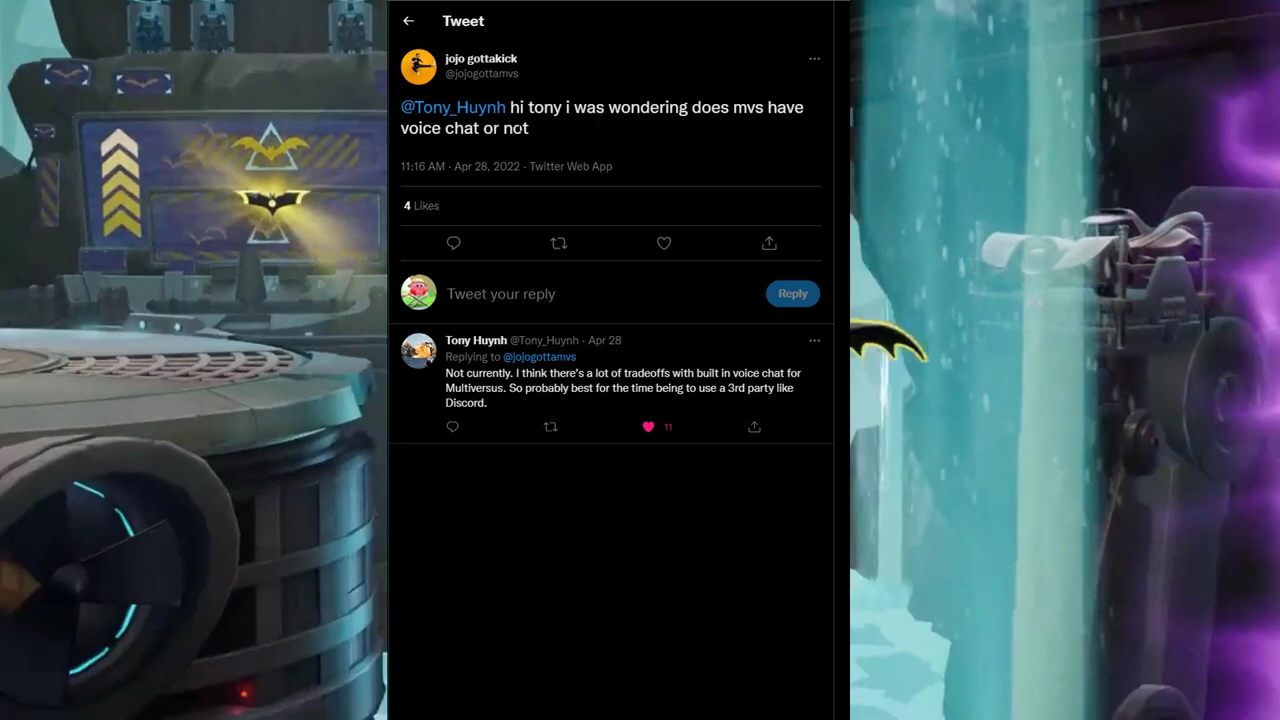 Tweet
jojo gottakick
@jojogottamvs
@Tony_Huynh hi tony i was wondering does mvs have
voice chat or not
11:16 AM · Apr 28, 2022 · Twitter Web App
4 Likes
Tweet your reply
Reply
Tony Huynh @Tony_Huynh · Apr 28
Replying to @jojogottamvs
Not currently. I think there's a lot of tradeoffs with built in voice chat for
Multiversus. So probably best for the time being to use a 3rd party like
Discord.
11